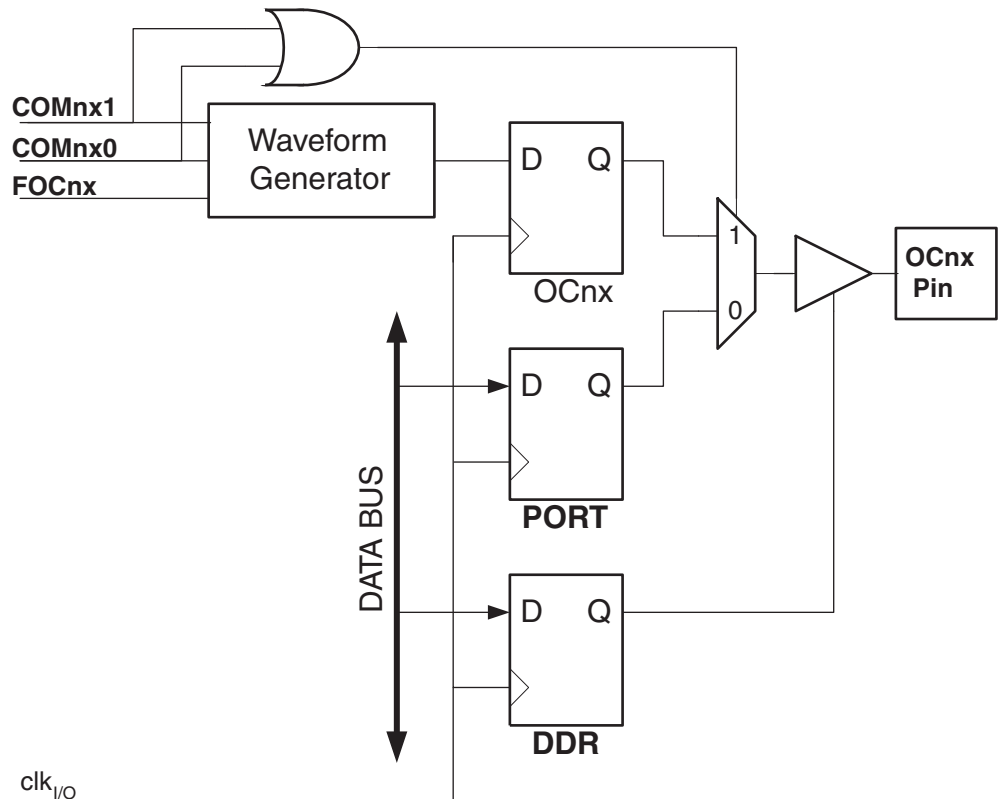 COMnx1
COMnx0
FOCnx
Waveform
Generator
D Q
OCnx
1
0
OCnx
Pin
D Q
PORT
DATA BUS
D Q
DDR
clkI/O